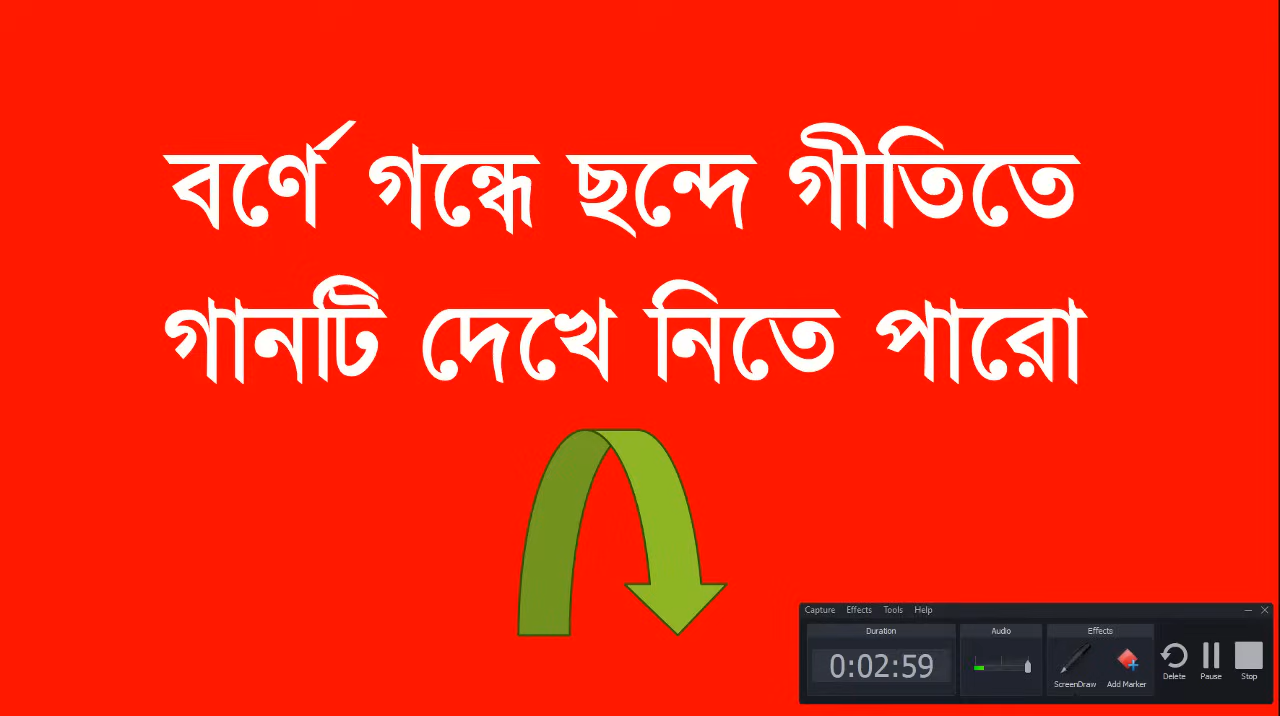 বর্ণে গন্ধে ছন্দে গীতিতে
গানটি দেখে নিতে পারো
Capture Effects Tools Help
Duration Audio Effects
0:02:59
ScreenDraw Add Marker Delete Pause Stop